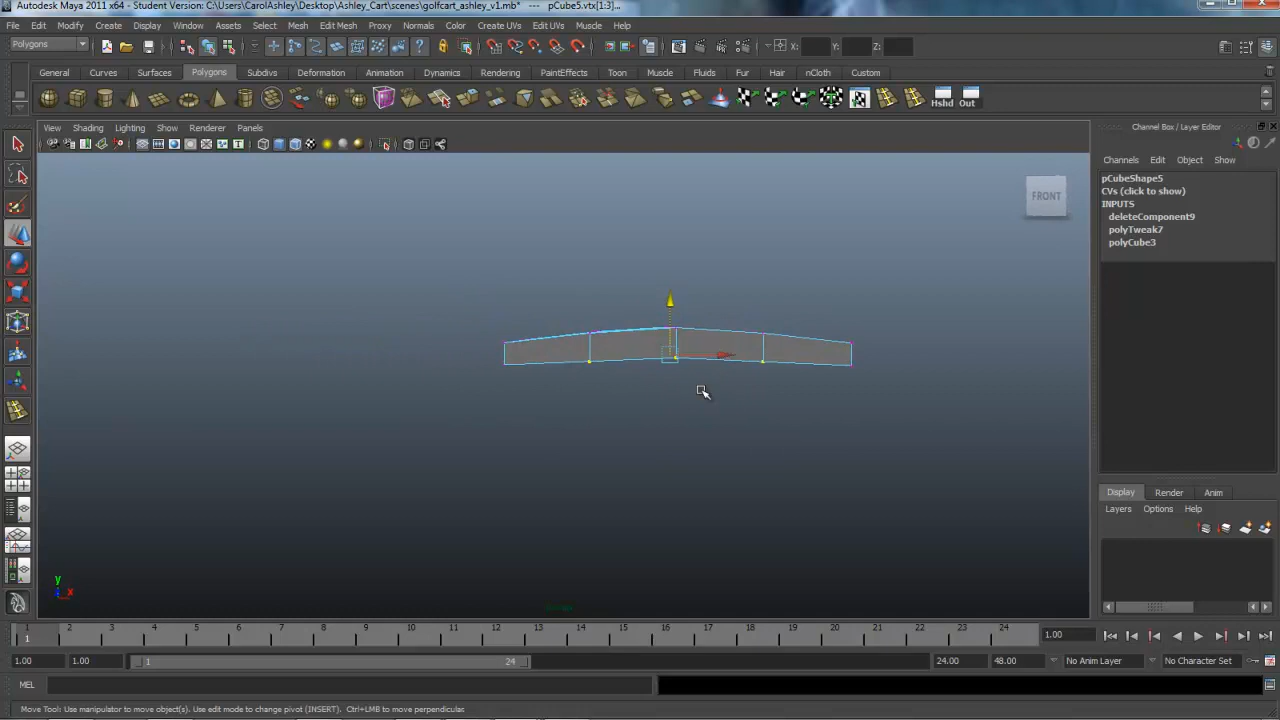 Autodesk Maya 2011 x64 - Student Version: C:\Users\CarolAshley\Desktop\Ashley_Cart\scenes\golfcart_ashley_v1.mb* --- pCube5.vtx[1:3]...
File Edit Modify Create Display Window Assets Select Mesh Edit Mesh Proxy Normals Color Create UVs Edit UVs Muscle Help
Polygons X: Y: Z:
General Curves Surfaces Polygons Subdivs Deformation Animation Dynamics Rendering PaintEffects Toon Muscle Fluids Fur Hair nCloth Custom
Hshd Out
View Shading Lighting Show Renderer Panels
Channel Box / Layer Editor
Channels Edit Object Show
pCubeShape5
CVs (click to show)
INPUTS
deleteComponent9
polyTweak7
polyCube3
FRONT
y
x
Display Render Anim
Layers Options Help
1 2 3 4 5 6 7 8 9 10 11 12 13 14 15 16 17 18 19 20 21 22 23 24
1 1.00
1.00 1.00 1 24 24.00 48.00 No Anim Layer No Character Set
MEL
Move Tool: Use manipulator to move object(s). Use edit mode to change pivot (INSERT). Ctrl+LMB to move perpendicular.